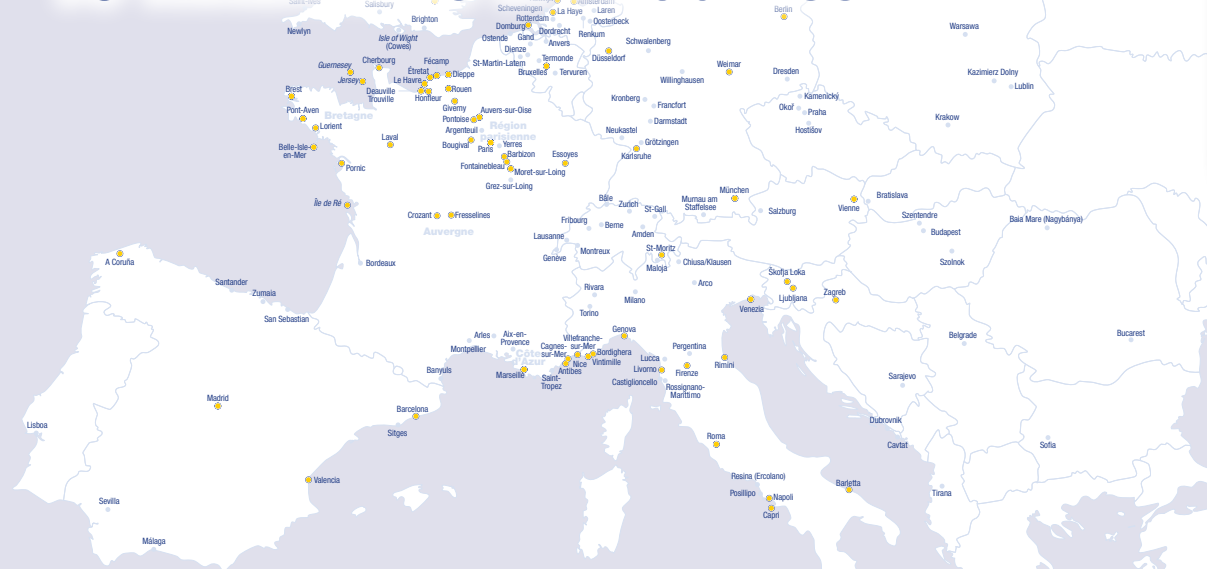 Salisbury
Scheveningen
La Haye
Laren
Berlin
Brighton
Rotterdam
Oosterbeck
Newlyn
Domburg
Dordrecht
Renkum
Warsawa
Isle of Wight
(Cowes)
Ostende
Gand
Anvers
Schwalenberg
Dienze
Guernesey
Cherbourg
Fécamp
St-Martin-Latem
Termonde
Düsseldorf
Weimar
Dresden
Kazimierz Dolny
Jersey
Étretat
Dieppe
Bruxelles
Tervuren
Le Havre
Willinghausen
Lublin
Brest
Deauville
Trouville
Honfleur
Rouen
Kronberg
Francfort
Kamenický
Giverny
Okoř
Praha
Pont-Aven
Bretagne
Pontoise
Auvers-sur-Oise
Darmstadt
Krakow
Lorient
Argenteuil
Région
parisienne
Neukastel
Hostišov
Laval
Bougival
Paris
Yerres
Grötzingen
Belle-Isle-
en-Mer
Barbizon
Essoyes
Karlsruhe
Pornic
Fontainebleau
Moret-sur-Loing
Grez-sur-Loing
München
Île de Ré
Bâle
Zurich
St-Gall
Murnau am
Staffelsee
Salzburg
Vienne
Bratislava
Crozant
Fresselines
Fribourg
Berne
Szentendre
Baia Mare (Nagybánya)
Auvergne
Lausanne
Amden
Budapest
A Coruña
Genève
Montreux
St-Moritz
Maloja
Chiusa/Klausen
Szolnok
Bordeaux
Škofja Loka
Santander
Zumaia
Rivara
Arco
Ljubljana
Zagreb
Milano
Venezia
San Sebastian
Torino
Genova
Arles
Aix-en-
Provence
Villefranche-
sur-Mer
Belgrade
Bucarest
Montpellier
Côte
d'Azur
Cagnes-
sur-Mer
Bordighera
Pergentina
Nice
Vintimille
Lucca
Rimini
Banyuls
Marseille
Antibes
Livorno
Firenze
Saint-
Tropez
Castiglioncello
Rossignano-
Marittimo
Sarajevo
Madrid
Barcelona
Lisboa
Dubrovnik
Sitges
Roma
Cavtat
Sofia
Valencia
Resina (Ercolano)
Barletta
Posillipo
Napoli
Tirana
Sevilla
Capri
Málaga